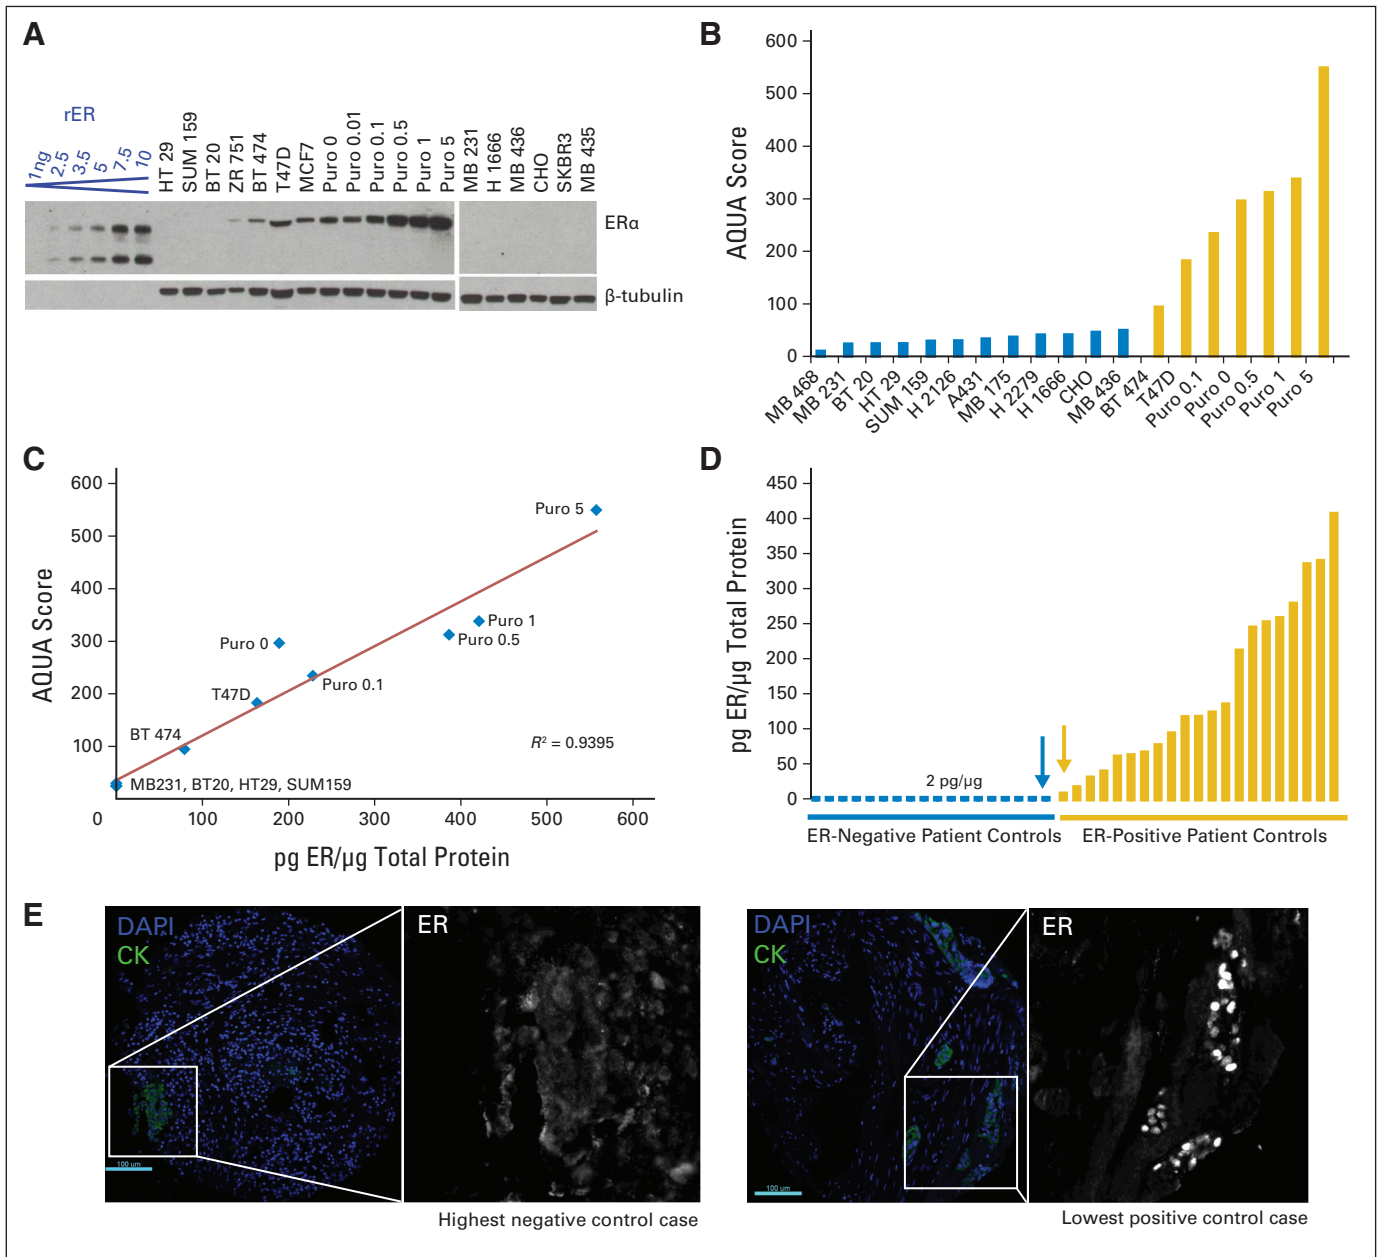 A
rER
1ng 2.5 3.5 5 7.5 10
HT 29
SUM 159
BT 20
ZR 751
BT 474
T47D
MCF7
Puro 0
Puro 0.01
Puro 0.1
Puro 0.5
Puro 1
Puro 5
MB 231
H 1666
MB 436
CHO
SKBR3
MB 435
ERα
β-tubulin
B
AQUA Score
600
500
400
300
200
100
0
MB 468
MB 231
BT 20
HT 29
SUM 159
H 2126
A431
MB 175
H 2279
H 1666
CHO
MB 436
BT 474
T47D
Puro 0.1
Puro 0
Puro 0.5
Puro 1
Puro 5
C
AQUA Score
600
500
400
300
200
100
0 100 200 300 400 500 600
Puro 5
Puro 1
Puro 0.5
Puro 0
Puro 0.1
T47D
BT 474
R² = 0.9395
MB231, BT20, HT29, SUM159
pg ER/µg Total Protein
D
pg ER/µg Total Protein
450
400
350
300
250
200
150
100
50
0
2 pg/µg
ER-Negative Patient Controls
ER-Positive Patient Controls
E
DAPI
CK
100 um
ER
Highest negative control case
DAPI
CK
100 um
ER
Lowest positive control case